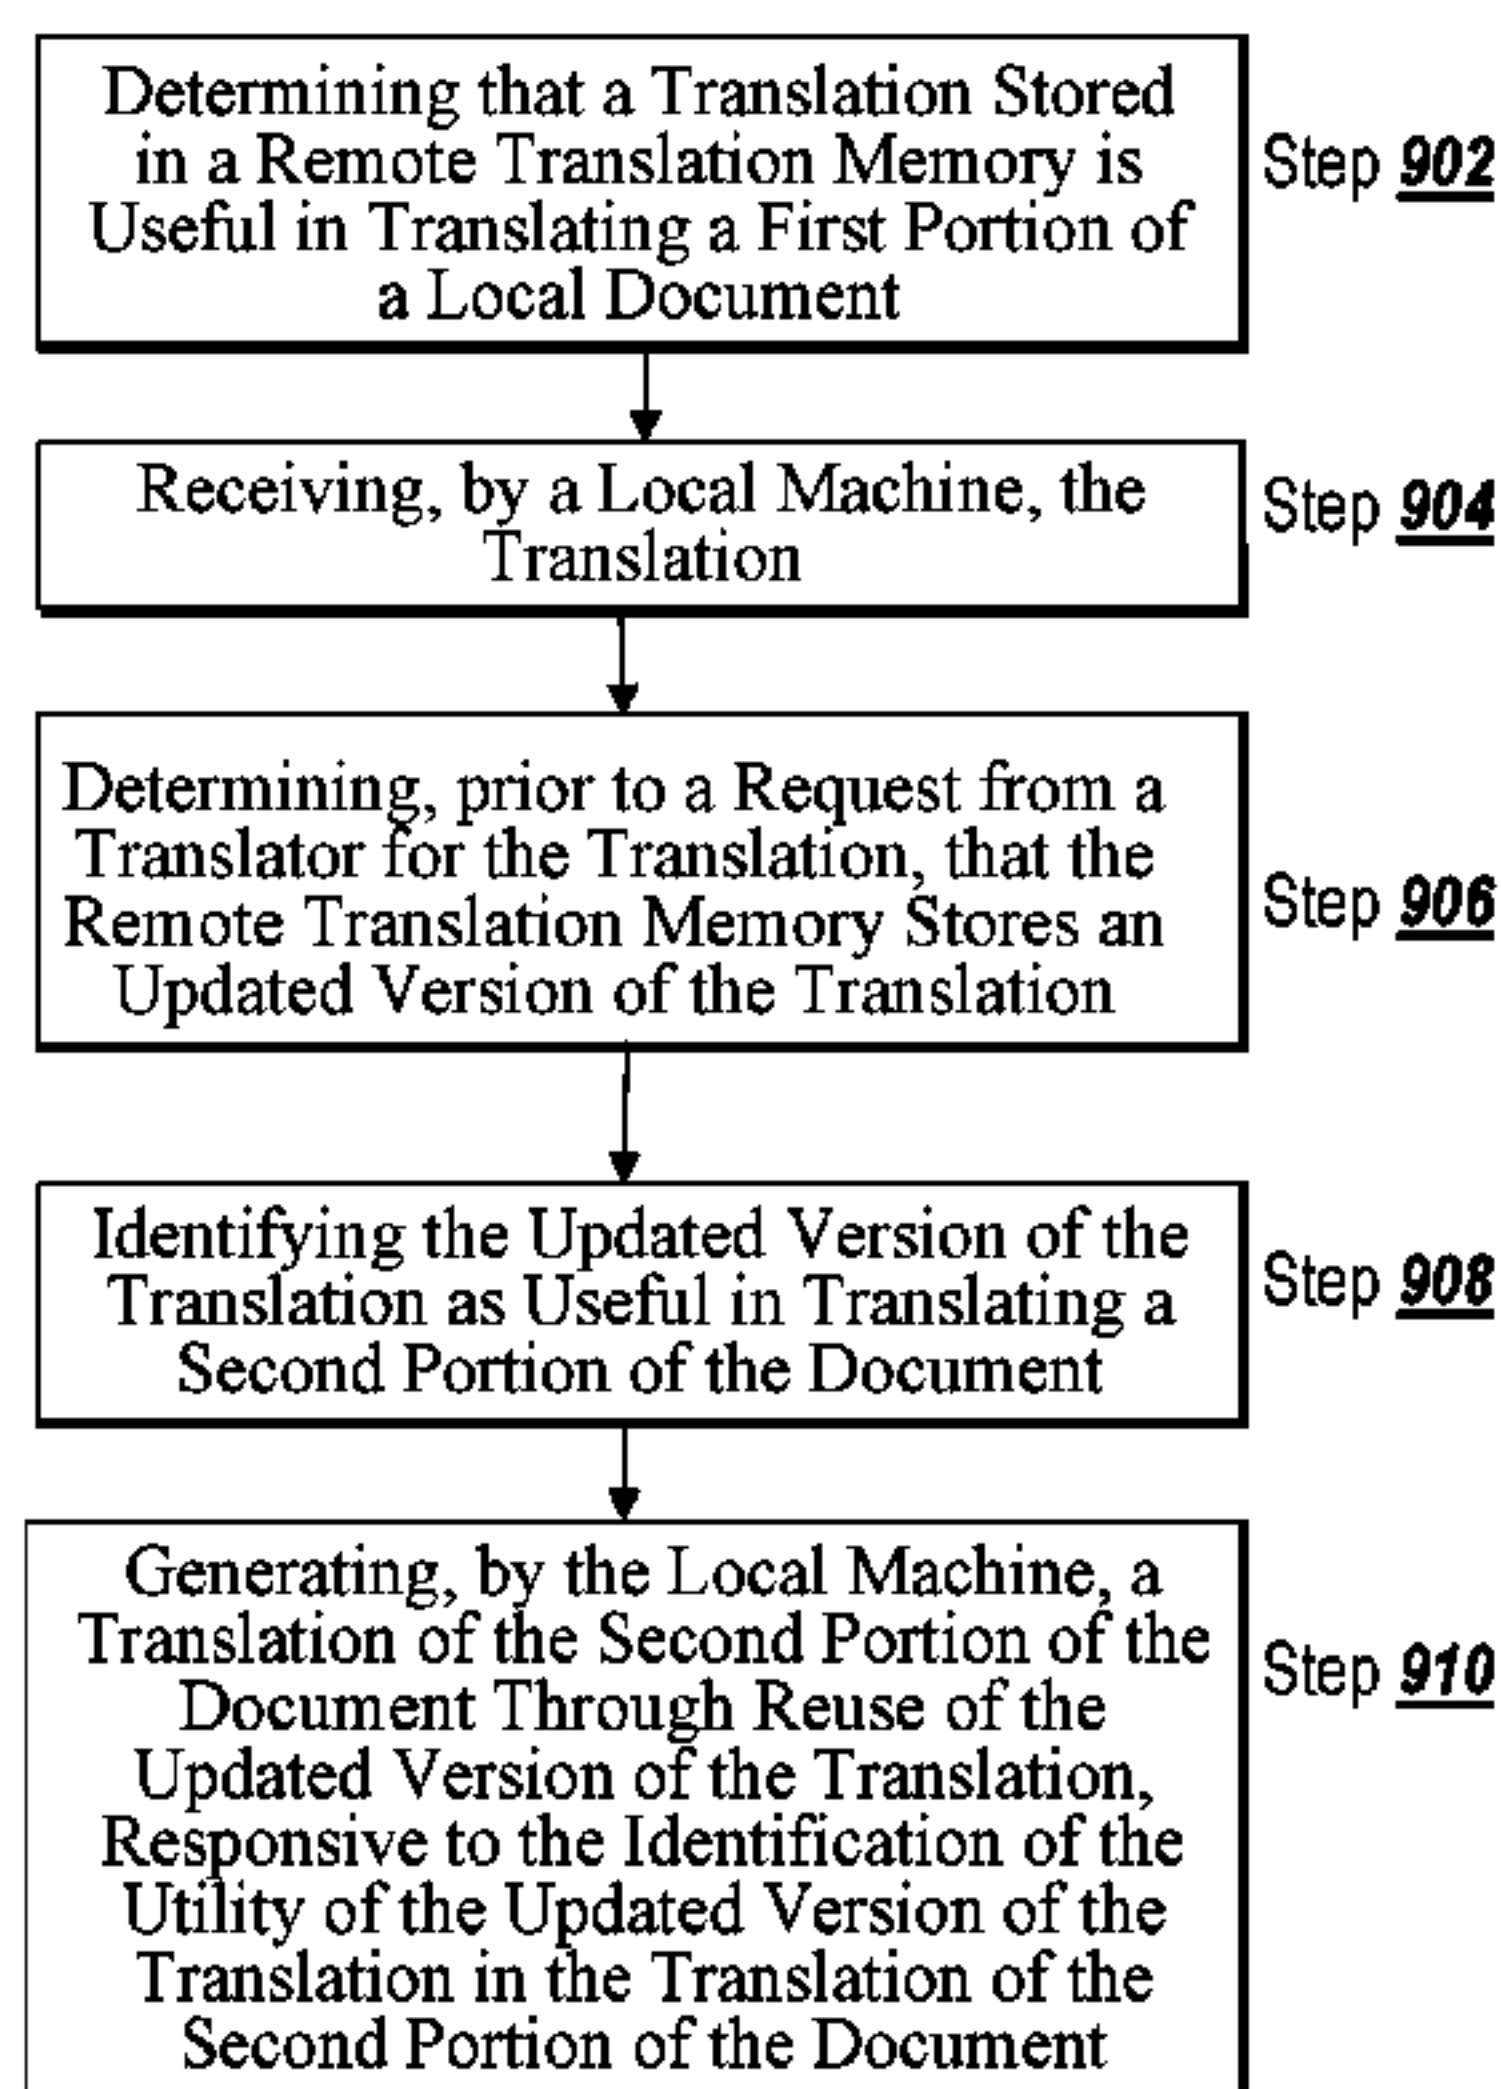 Determining that a Translation Stored
in a Remote Translation Memory is
Useful in Translating a First Portion of
a Local Document
Step 902
Receiving, by a Local Machine, the
Translation
Step 904
Determining, prior to a Request from a
Translator for the Translation, that the
Remote Translation Memory Stores an
Updated Version of the Translation
Step 906
Identifying the Updated Version of the
Translation as Useful in Translating a
Second Portion of the Document
Step 908
Generating, by the Local Machine, a
Translation of the Second Portion of the
Document Through Reuse of the
Updated Version of the Translation,
Responsive to the Identification of the
Utility of the Updated Version of the
Translation in the Translation of the
Second Portion of the Document
Step 910